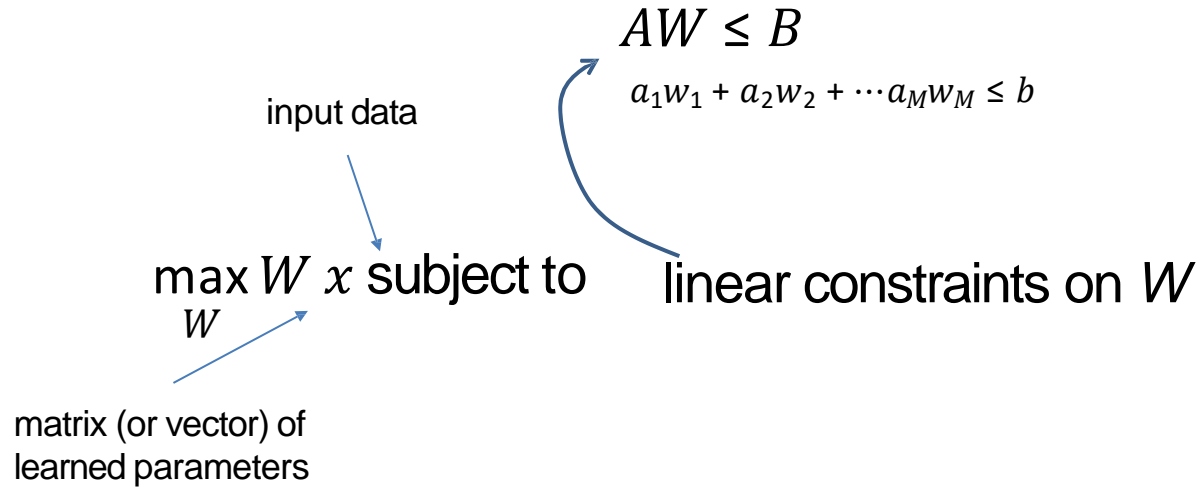 AW ≤ B
a₁w₁ + a₂w₂ + ⋯a_Mw_M ≤ b
input data
max W x subject to linear constraints on W
W
matrix (or vector) of
learned parameters